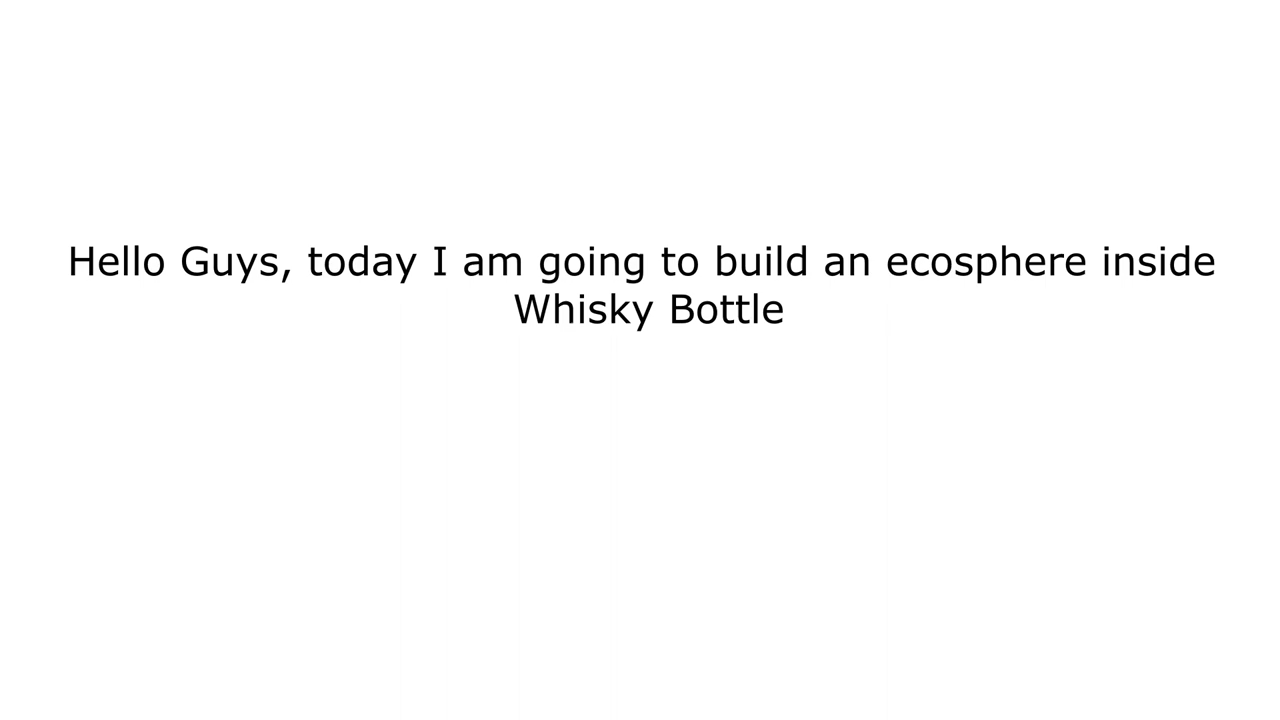 Hello Guys, today I am going to build an ecosphere inside
Whisky Bottle